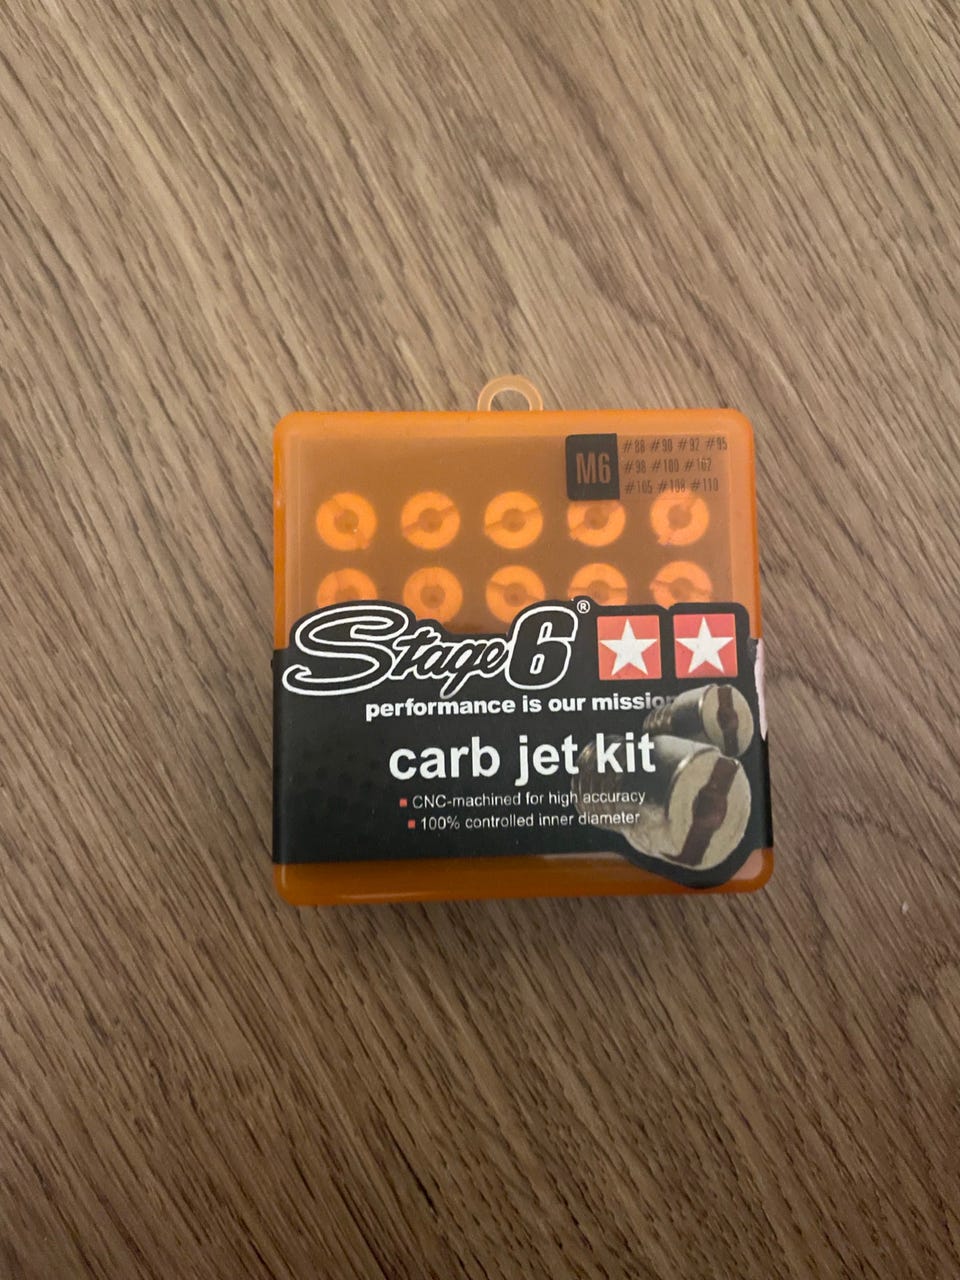 M6
#88 #90 #92 #95
#98 #100 #102
#105 #108 #110
Stage6®
performance is our mission
carb jet kit
CNC-machined for high accuracy
100% controlled inner diameter